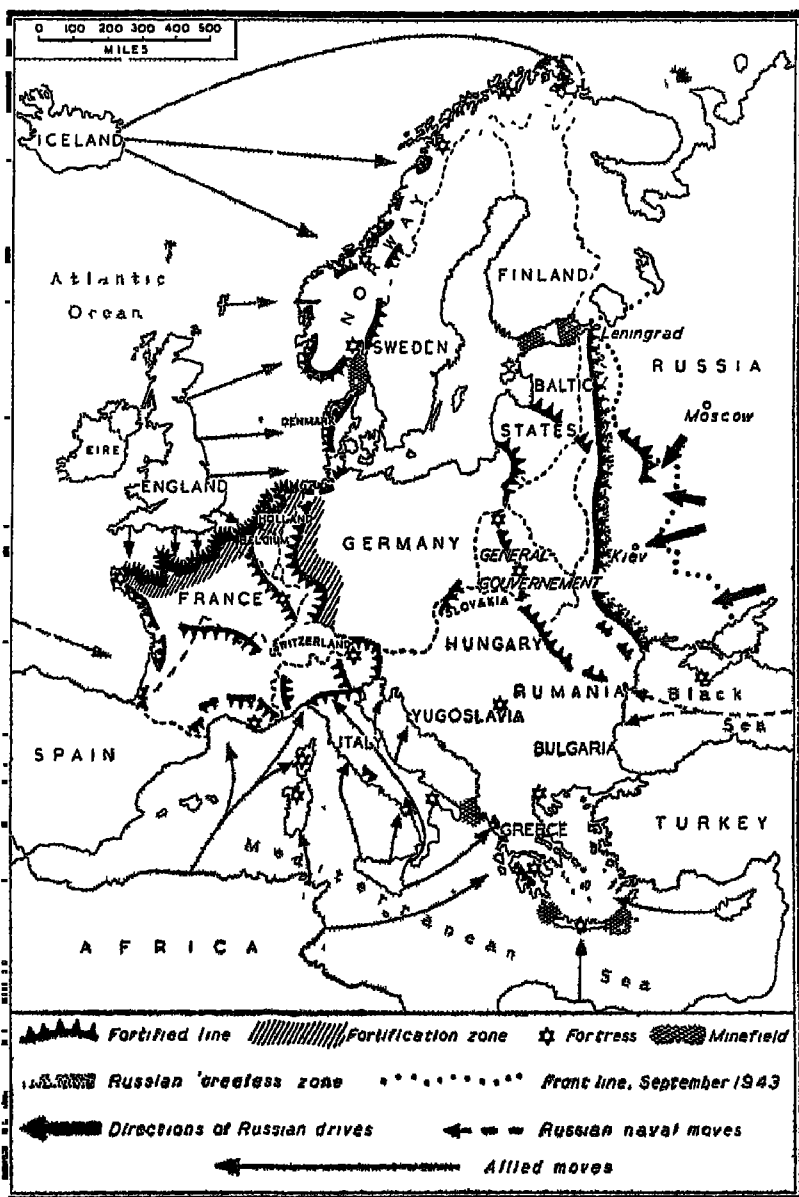 0 100 200 300 400 500
MILES
ICELAND
Atlantic
Ocean
NORWAY
SWEDEN
FINLAND
Leningrad
RUSSIA
BALTIC
STATES
Moscow
DENMARK
EIRE
ENGLAND
HOLLAND
BELGIUM
GERMANY
GENERAL
GOUVERNEMENT
Kiev
FRANCE
SLOVAKIA
SWITZERLAND
HUNGARY
RUMANIA
Black
Sea
SPAIN
ITALY
YUGOSLAVIA
BULGARIA
GREECE
TURKEY
Mediterranean
Sea
AFRICA
Fortified line
Fortification zone
Fortress
Minefield
Russian treeless zone
Front line, September 1943
Directions of Russian drives
Russian naval moves
Allied moves